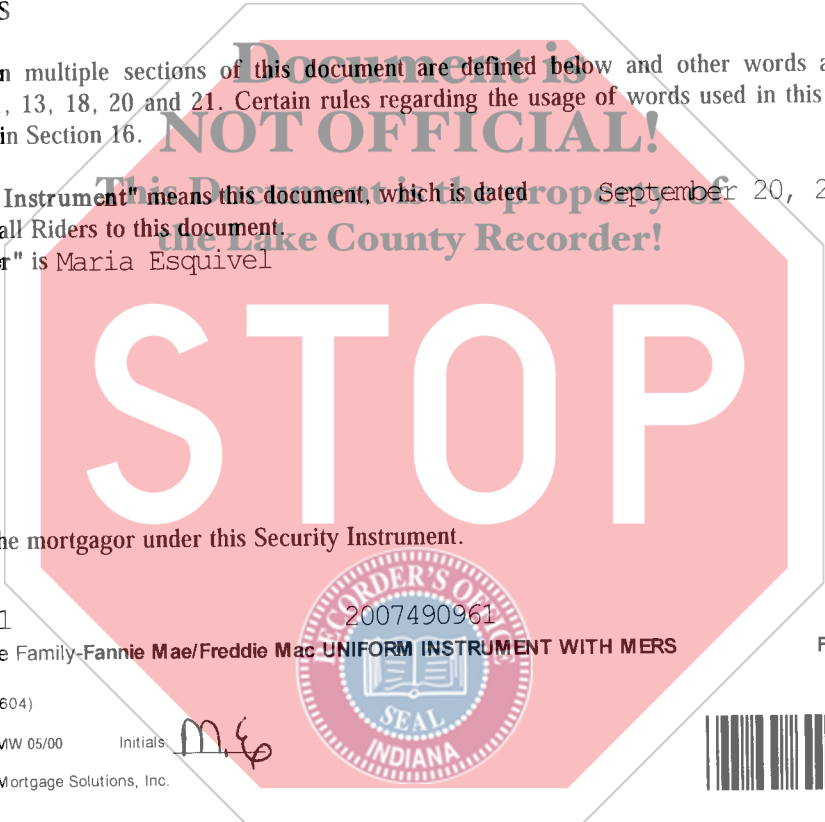 S
n multiple sections of this document are defined below and other words a
, 13, 18, 20 and 21. Certain rules regarding the usage of words used in this
in Section 16.
Document is
NOT OFFICIAL!
This Document is the property of
the Lake County Recorder!
Instrument" means this document, which is dated September 20, 2
all Riders to this document.
r" is Maria Esquivel
STOP
he mortgagor under this Security Instrument.
1
2007490961
e Family-Fannie Mae/Freddie Mac UNIFORM INSTRUMENT WITH MERS
F
604)
MW 05/00 Initials: M.E
Mortgage Solutions, Inc.
RECORDER'S OFFICE
SEAL
INDIANA